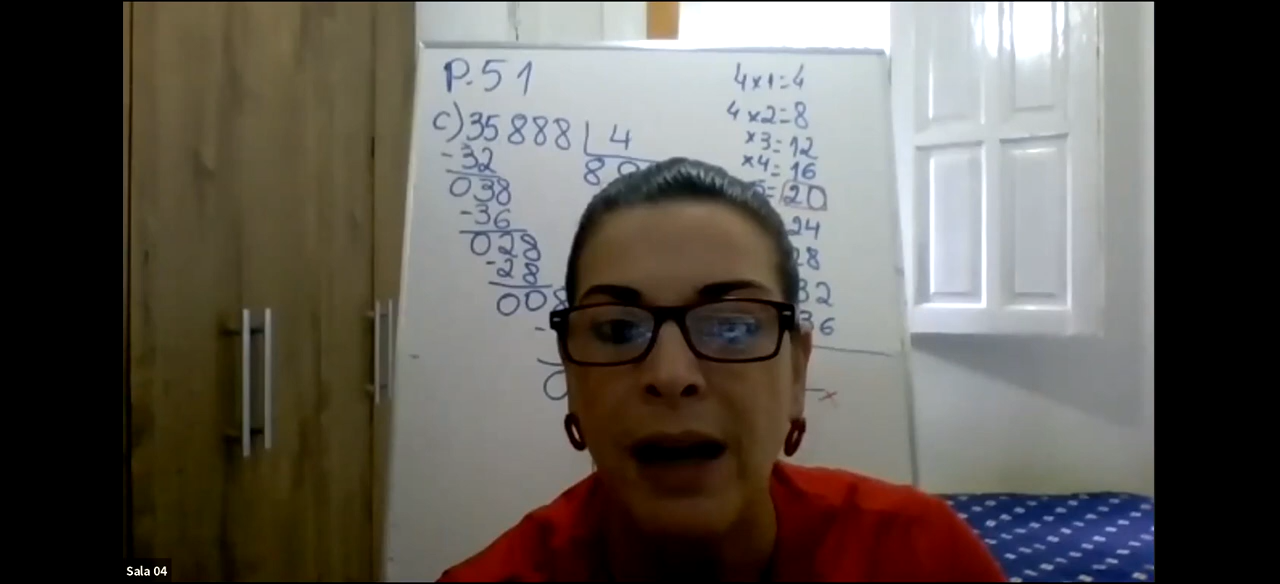 P.51
c) 35888 4
-32
038
-36
028
-28
008
-
0
4x1=4
4x2=8
x3=12
x4=16
=20
24
28
32
36
Sala 04